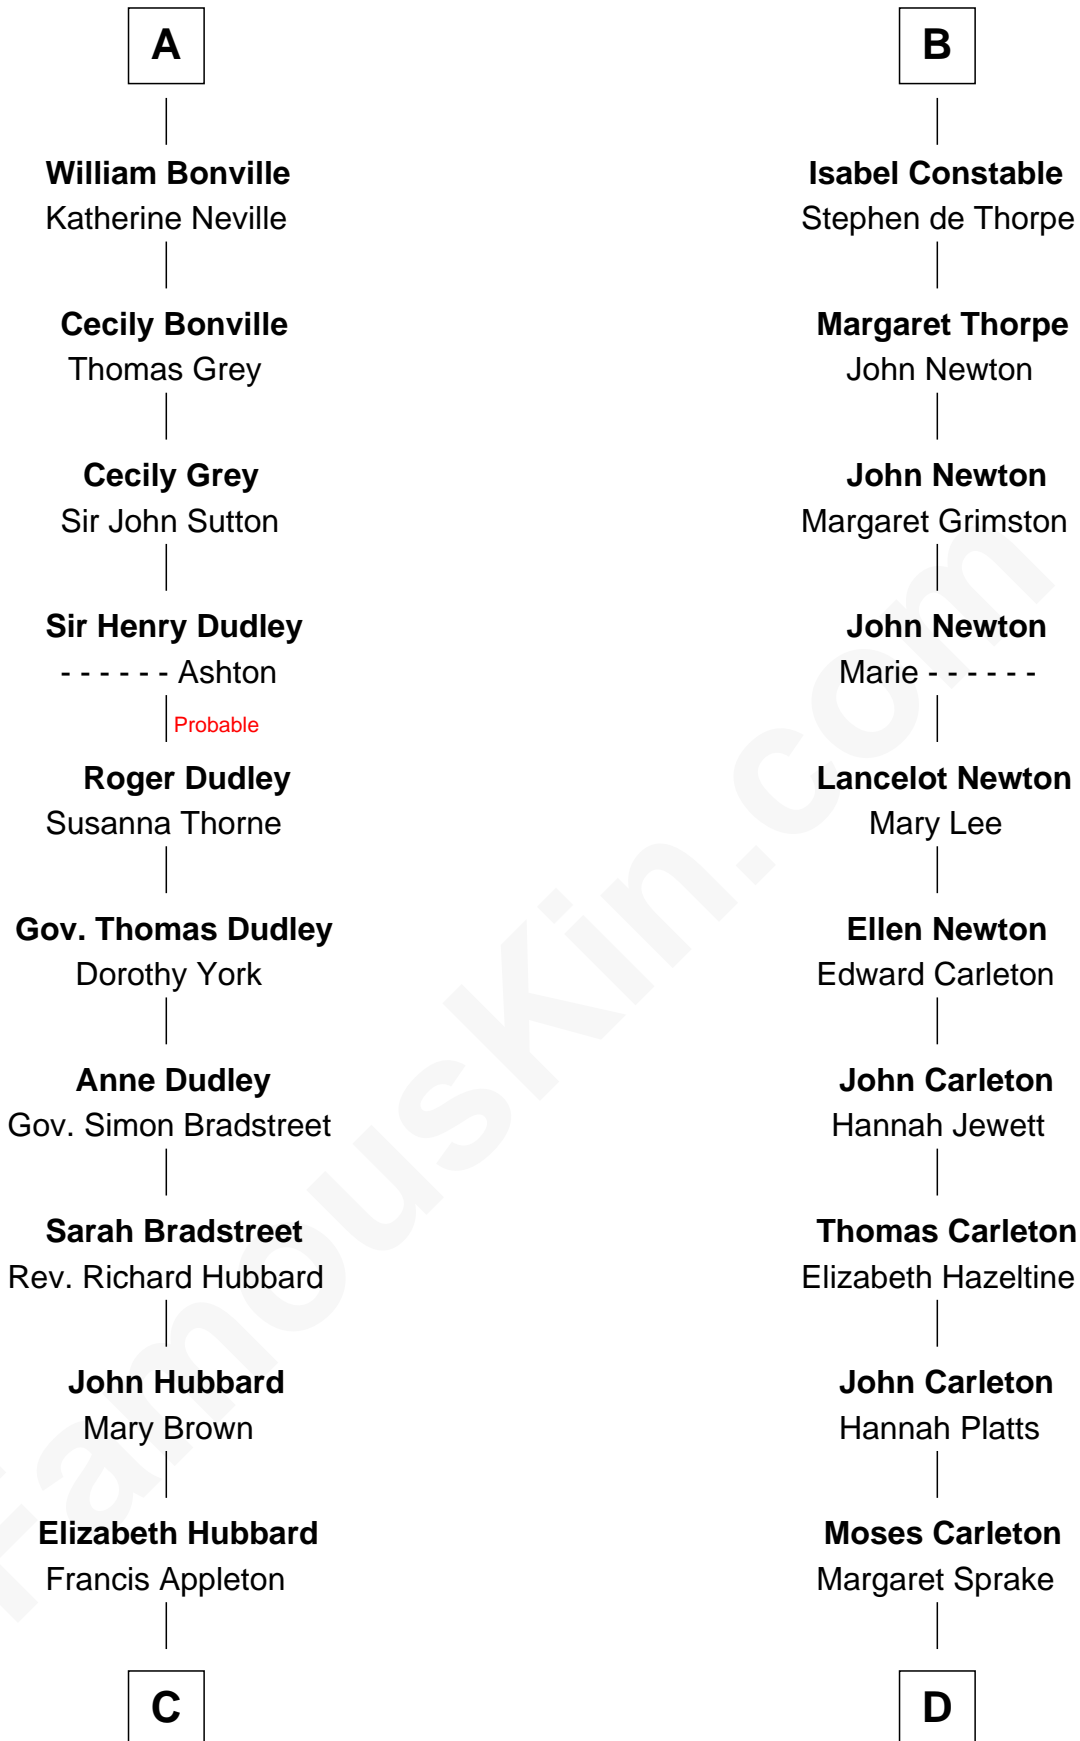 A
William Bonville
Katherine Neville
Cecily Bonville
Thomas Grey
Cecily Grey
Sir John Sutton
Sir Henry Dudley
- - - - - - Ashton
Probable
Roger Dudley
Susanna Thorne
Gov. Thomas Dudley
Dorothy York
Anne Dudley
Gov. Simon Bradstreet
Sarah Bradstreet
Rev. Richard Hubbard
John Hubbard
Mary Brown
Elizabeth Hubbard
Francis Appleton
C
B
Isabel Constable
Stephen de Thorpe
Margaret Thorpe
John Newton
John Newton
Margaret Grimston
John Newton
Marie - - - - - -
Lancelot Newton
Mary Lee
Ellen Newton
Edward Carleton
John Carleton
Hannah Jewett
Thomas Carleton
Elizabeth Hazeltine
John Carleton
Hannah Platts
Moses Carleton
Margaret Sprake
D
FamousKin.com